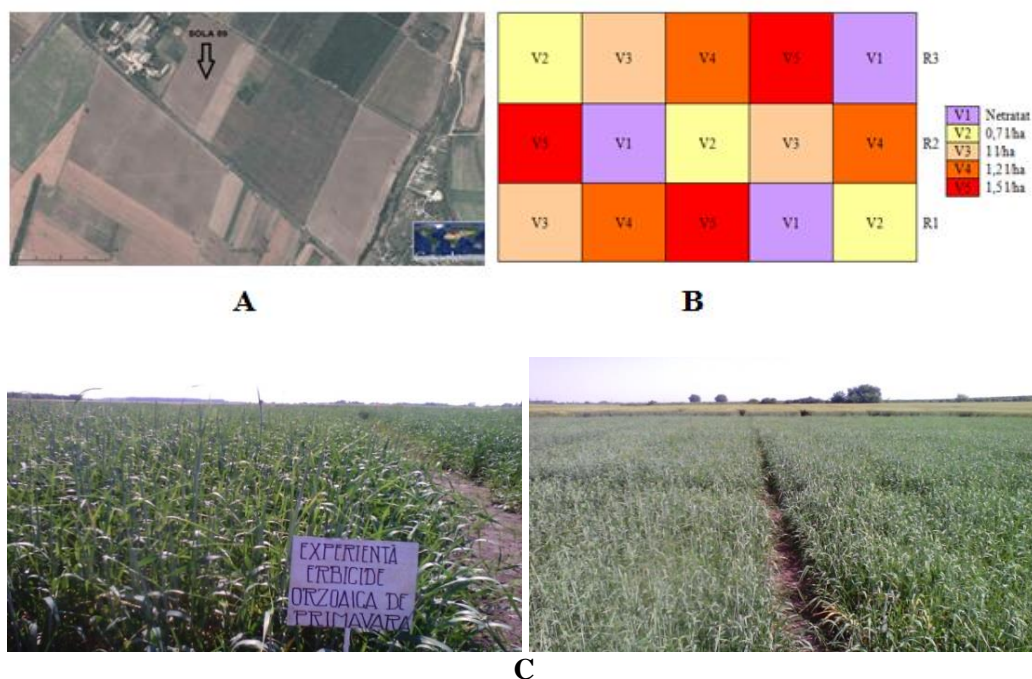 SOLA 69
A
V2 V3 V4 V5 V1 R3
V5 V1 V2 V3 V4 R2
V3 V4 V5 V1 V2 R1
V1 Netratat
V2 0,7 l/ha
V3 1 l/ha
V4 1,2 l/ha
V5 1,5 l/ha
B
EXPERIENTĂ
ERBICIDE
ORZOAICA DE
PRIMAVARA
C